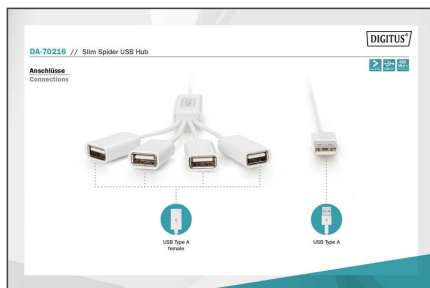 DIGITUS®
DA-70216 // Slim Spider USB Hub
Anschlüsse
Connections
USB Type A
female
USB Type A